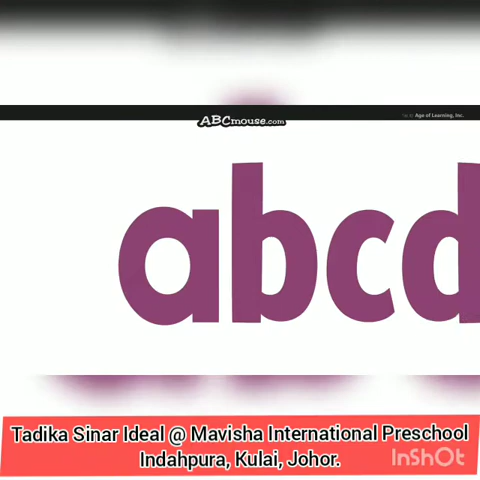 ABCmouse.com
Age of Learning, Inc.
abcd
Tadika Sinar Ideal @ Mavisha International Preschool
Indahpura, Kulai, Johor.
InShOt